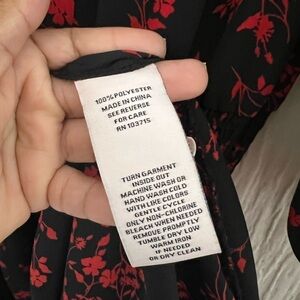 100% POLYESTER
MADE IN CHINA
SEE REVERSE
FOR CARE
RN 103715
TURN GARMENT
INSIDE OUT
MACHINE WASH OR
HAND WASH COLD
WITH LIKE COLORS
GENTLE CYCLE
ONLY NON-CHLORINE
BLEACH WHEN NEEDED
REMOVE PROMPTLY
TUMBLE DRY LOW
WARM IRON
IF NEEDED
OR DRY CLEAN